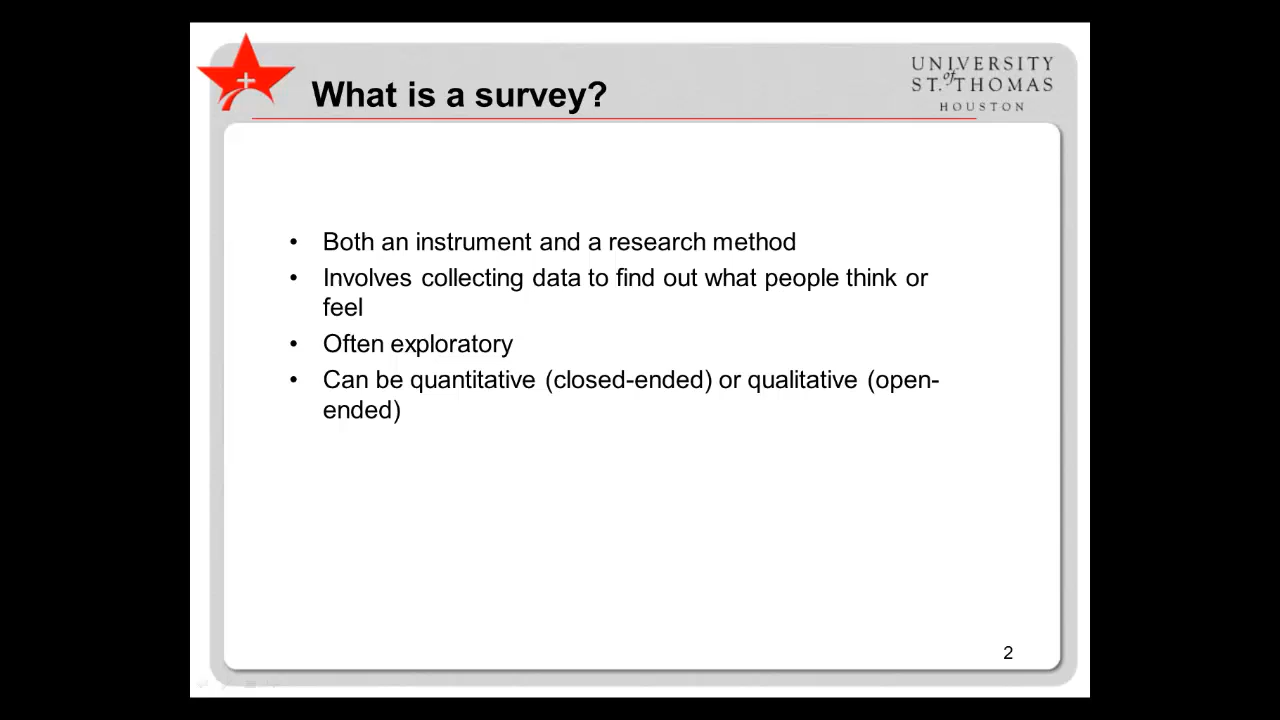 What is a survey?
UNIVERSITY
of
ST. THOMAS
HOUSTON
• Both an instrument and a research method
• Involves collecting data to find out what people think or
feel
• Often exploratory
• Can be quantitative (closed-ended) or qualitative (open-
ended)
2